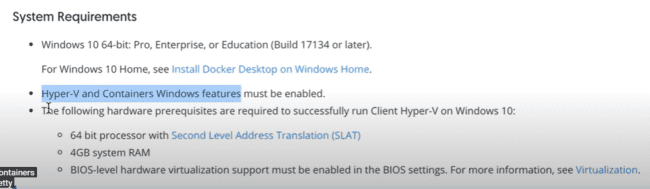 System Requirements
Windows 10 64-bit: Pro, Enterprise, or Education (Build 17134 or later).
For Windows 10 Home, see Install Docker Desktop on Windows Home.
Hyper-V and Containers Windows features must be enabled.
The following hardware prerequisites are required to successfully run Client Hyper-V on Windows 10:
64 bit processor with Second Level Address Translation (SLAT)
4GB system RAM
BIOS-level hardware virtualization support must be enabled in the BIOS settings. For more information, see Virtualization.
ontainers
etty